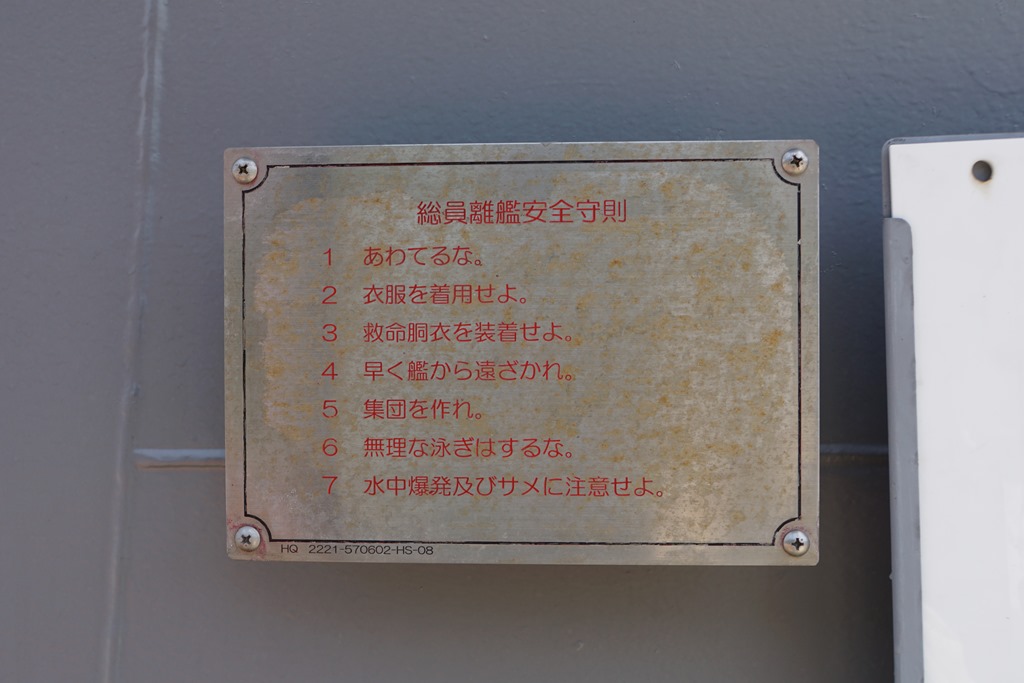 総員離艦安全守則
1 あわてるな。
2 衣服を着用せよ。
3 救命胴衣を装着せよ。
4 早く艦から遠ざかれ。
5 集団を作れ。
6 無理な泳ぎはするな。
7 水中爆発及びサメに注意せよ。
HQ 2221-570602-HS-08